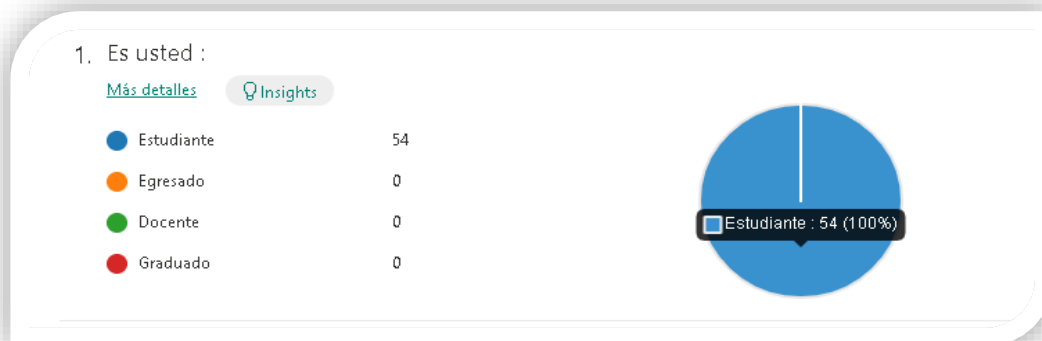 1. Es usted :
Más detalles Insights
Estudiante 54
Egresado 0
Docente 0
Graduado 0
Estudiante : 54 (100%)